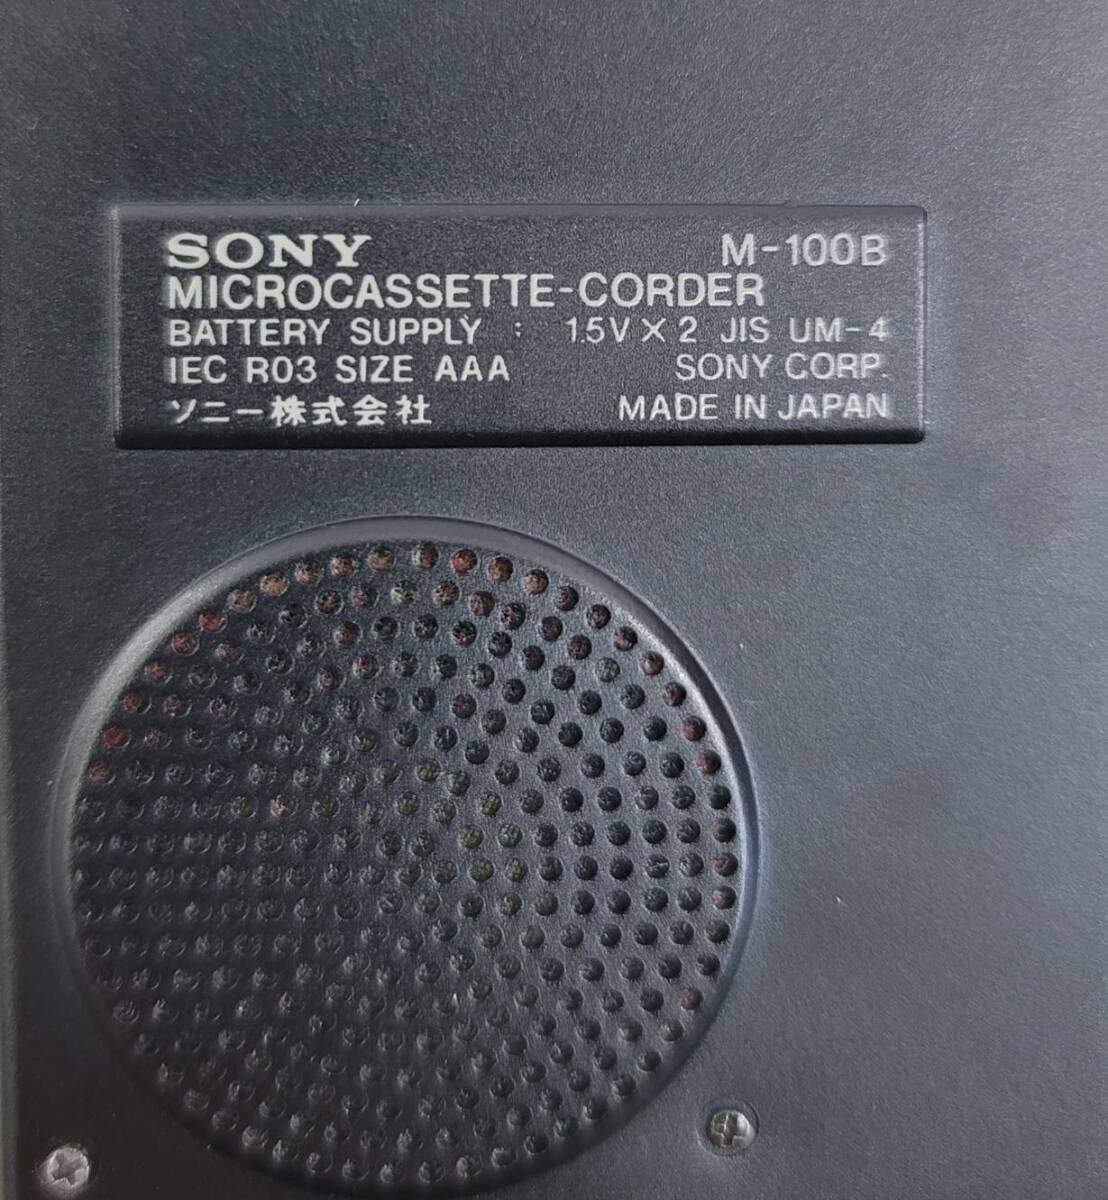 SONY M-100B
MICROCASSETTE-CORDER
BATTERY SUPPLY : 1.5V X 2 JIS UM-4
IEC R03 SIZE AAA SONY CORP.
ソニー株式会社 MADE IN JAPAN